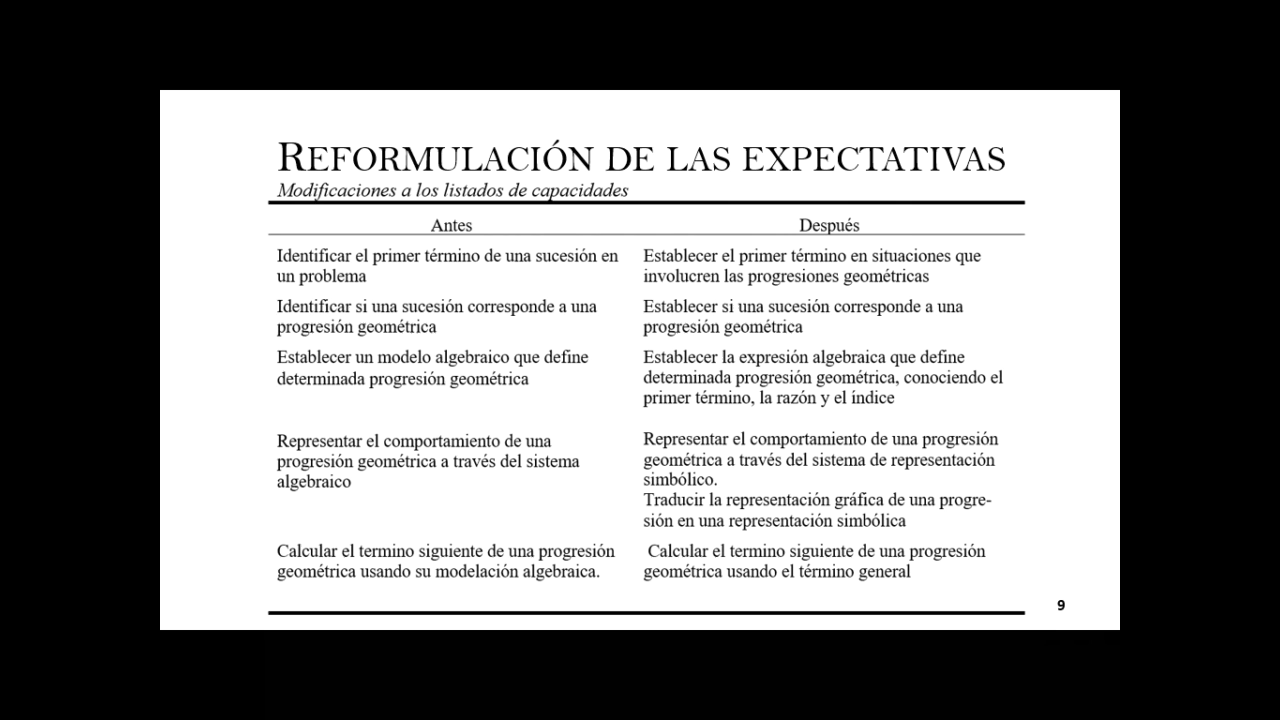 REFORMULACIÓN DE LAS EXPECTATIVAS
Modificaciones a los listados de capacidades
Antes
Después
Identificar el primer término de una sucesión en
un problema
Establecer el primer término en situaciones que
involucren las progresiones geométricas
Identificar si una sucesión corresponde a una
progresión geométrica
Establecer si una sucesión corresponde a una
progresión geométrica
Establecer un modelo algebraico que define
determinada progresión geométrica
Establecer la expresión algebraica que define
determinada progresión geométrica, conociendo el
primer término, la razón y el índice
Representar el comportamiento de una
progresión geométrica a través del sistema
algebraico
Representar el comportamiento de una progresión
geométrica a través del sistema de representación
simbólico.
Traducir la representación gráfica de una progre-
sión en una representación simbólica
Calcular el termino siguiente de una progresión
geométrica usando su modelación algebraica.
Calcular el termino siguiente de una progresión
geométrica usando el término general
9